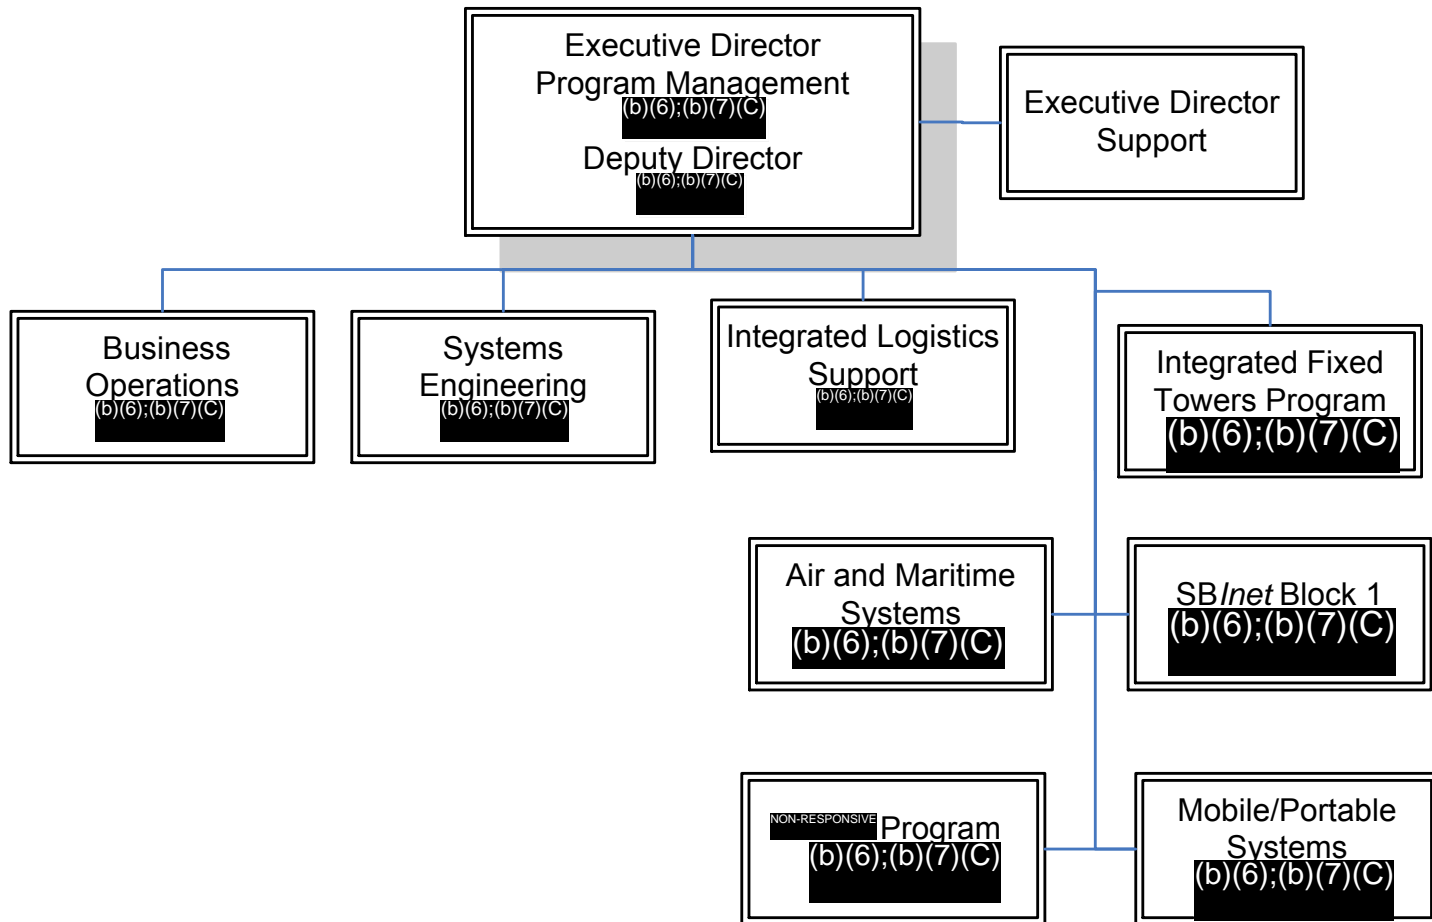 Executive Director
Program Management
(b)(6);(b)(7)(C)
Deputy Director
(b)(6);(b)(7)(C)
Executive Director
Support
Business
Operations
(b)(6);(b)(7)(C)
Systems
Engineering
(b)(6);(b)(7)(C)
Integrated Logistics
Support
(b)(6);(b)(7)(C)
Integrated Fixed
Towers Program
(b)(6);(b)(7)(C)
Air and Maritime
Systems
(b)(6);(b)(7)(C)
SBInet Block 1
(b)(6);(b)(7)(C)
NON-RESPONSIVE Program
(b)(6);(b)(7)(C)
Mobile/Portable
Systems
(b)(6);(b)(7)(C)